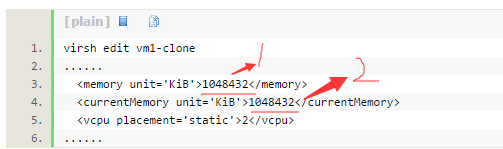 [plain]
1. virsh edit vm1-clone
2. ......
3. <memory unit='KiB'>1048432</memory>
4. <currentMemory unit='KiB'>1048432</currentMemory>
5. <vcpu placement='static'>2</vcpu>
6. ......
1
2